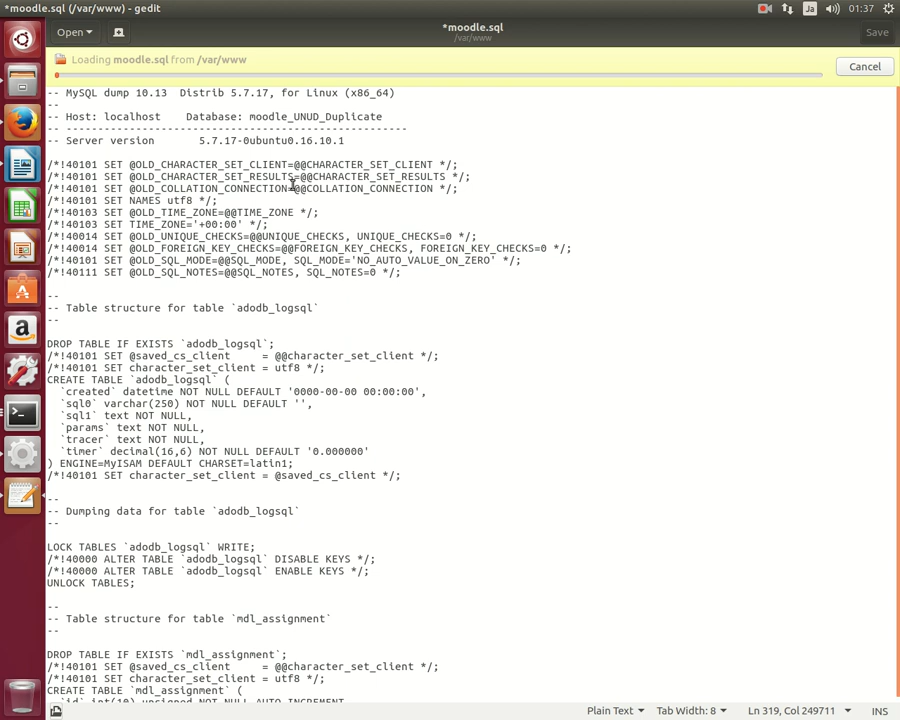 *moodle.sql (/var/www) - gedit
Ja
01:37
Open
*moodle.sql
/var/www
Save
Loading moodle.sql from /var/www
Cancel
-- MySQL dump 10.13  Distrib 5.7.17, for Linux (x86_64)
--
-- Host: localhost    Database: moodle_UNUD_Duplicate
-- ------------------------------------------------------
-- Server version	5.7.17-0ubuntu0.16.10.1
/*!40101 SET @OLD_CHARACTER_SET_CLIENT=@@CHARACTER_SET_CLIENT */;
/*!40101 SET @OLD_CHARACTER_SET_RESULTS=@@CHARACTER_SET_RESULTS */;
/*!40101 SET @OLD_COLLATION_CONNECTION=@@COLLATION_CONNECTION */;
/*!40101 SET NAMES utf8 */;
/*!40103 SET @OLD_TIME_ZONE=@@TIME_ZONE */;
/*!40103 SET TIME_ZONE='+00:00' */;
/*!40014 SET @OLD_UNIQUE_CHECKS=@@UNIQUE_CHECKS, UNIQUE_CHECKS=0 */;
/*!40014 SET @OLD_FOREIGN_KEY_CHECKS=@@FOREIGN_KEY_CHECKS, FOREIGN_KEY_CHECKS=0 */;
/*!40101 SET @OLD_SQL_MODE=@@SQL_MODE, SQL_MODE='NO_AUTO_VALUE_ON_ZERO' */;
/*!40111 SET @OLD_SQL_NOTES=@@SQL_NOTES, SQL_NOTES=0 */;
--
-- Table structure for table `adodb_logsql`
--
DROP TABLE IF EXISTS `adodb_logsql`;
/*!40101 SET @saved_cs_client     = @@character_set_client */;
/*!40101 SET character_set_client = utf8 */;
CREATE TABLE `adodb_logsql` (
  `created` datetime NOT NULL DEFAULT '0000-00-00 00:00:00',
  `sql0` varchar(250) NOT NULL DEFAULT '',
  `sql1` text NOT NULL,
  `params` text NOT NULL,
  `tracer` text NOT NULL,
  `timer` decimal(16,6) NOT NULL DEFAULT '0.000000'
) ENGINE=MyISAM DEFAULT CHARSET=latin1;
/*!40101 SET character_set_client = @saved_cs_client */;
--
-- Dumping data for table `adodb_logsql`
--
LOCK TABLES `adodb_logsql` WRITE;
/*!40000 ALTER TABLE `adodb_logsql` DISABLE KEYS */;
/*!40000 ALTER TABLE `adodb_logsql` ENABLE KEYS */;
UNLOCK TABLES;
--
-- Table structure for table `mdl_assignment`
--
DROP TABLE IF EXISTS `mdl_assignment`;
/*!40101 SET @saved_cs_client     = @@character_set_client */;
/*!40101 SET character_set_client = utf8 */;
CREATE TABLE `mdl_assignment` (
  `id` int(10) unsigned NOT NULL AUTO_INCREMENT,
Plain Text
Tab Width: 8
Ln 319, Col 249711
INS